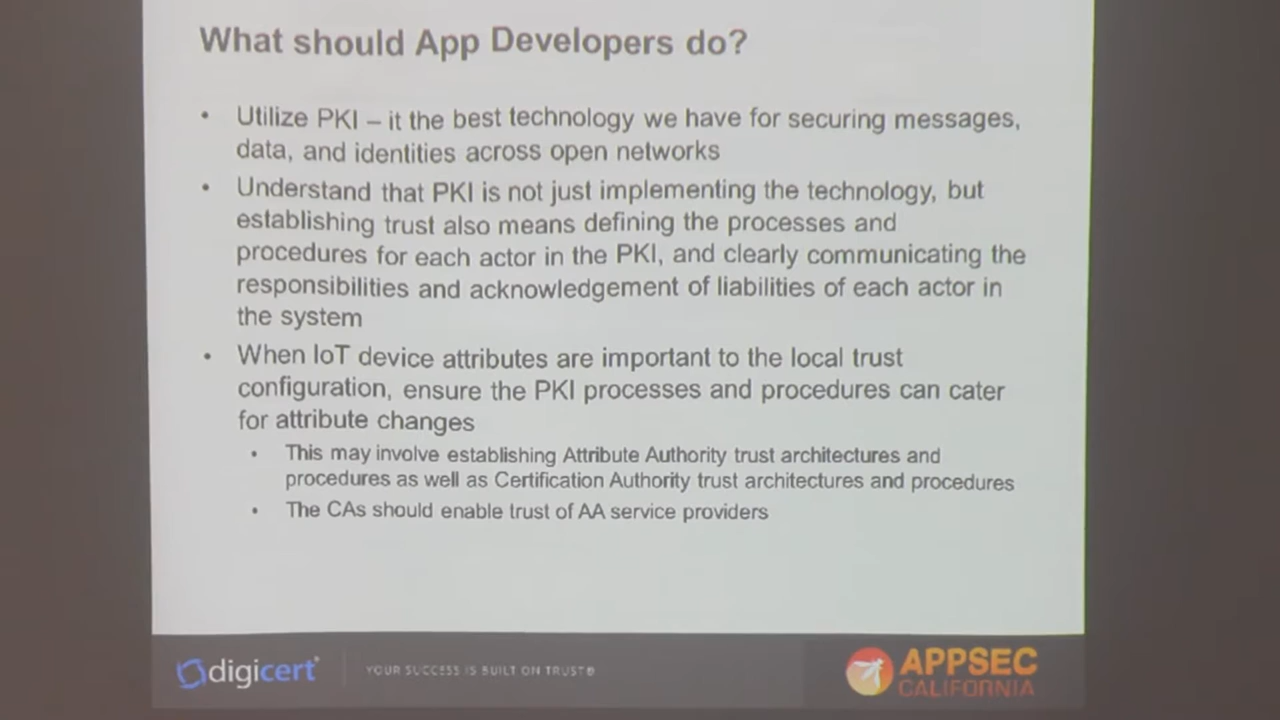 What should App Developers do?
• Utilize PKI – it the best technology we have for securing messages,
data, and identities across open networks
• Understand that PKI is not just implementing the technology, but
establishing trust also means defining the processes and
procedures for each actor in the PKI, and clearly communicating the
responsibilities and acknowledgement of liabilities of each actor in
the system
• When IoT device attributes are important to the local trust
configuration, ensure the PKI processes and procedures can cater
for attribute changes
• This may involve establishing Attribute Authority trust architectures and
procedures as well as Certification Authority trust architectures and procedures
• The CAs should enable trust of AA service providers
digicert
YOUR SUCCESS IS BUILT ON TRUST®
APPSEC
CALIFORNIA